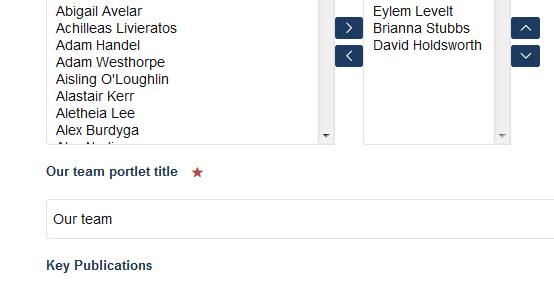 Abigail Avelar
Achilleas Livieratos
Adam Handel
Adam Westhorpe
Aisling O'Loughlin
Alastair Kerr
Aletheia Lee
Alex Burdyga
Eylem Levelt
Brianna Stubbs
David Holdsworth
Our team portlet title
Our team
Key Publications